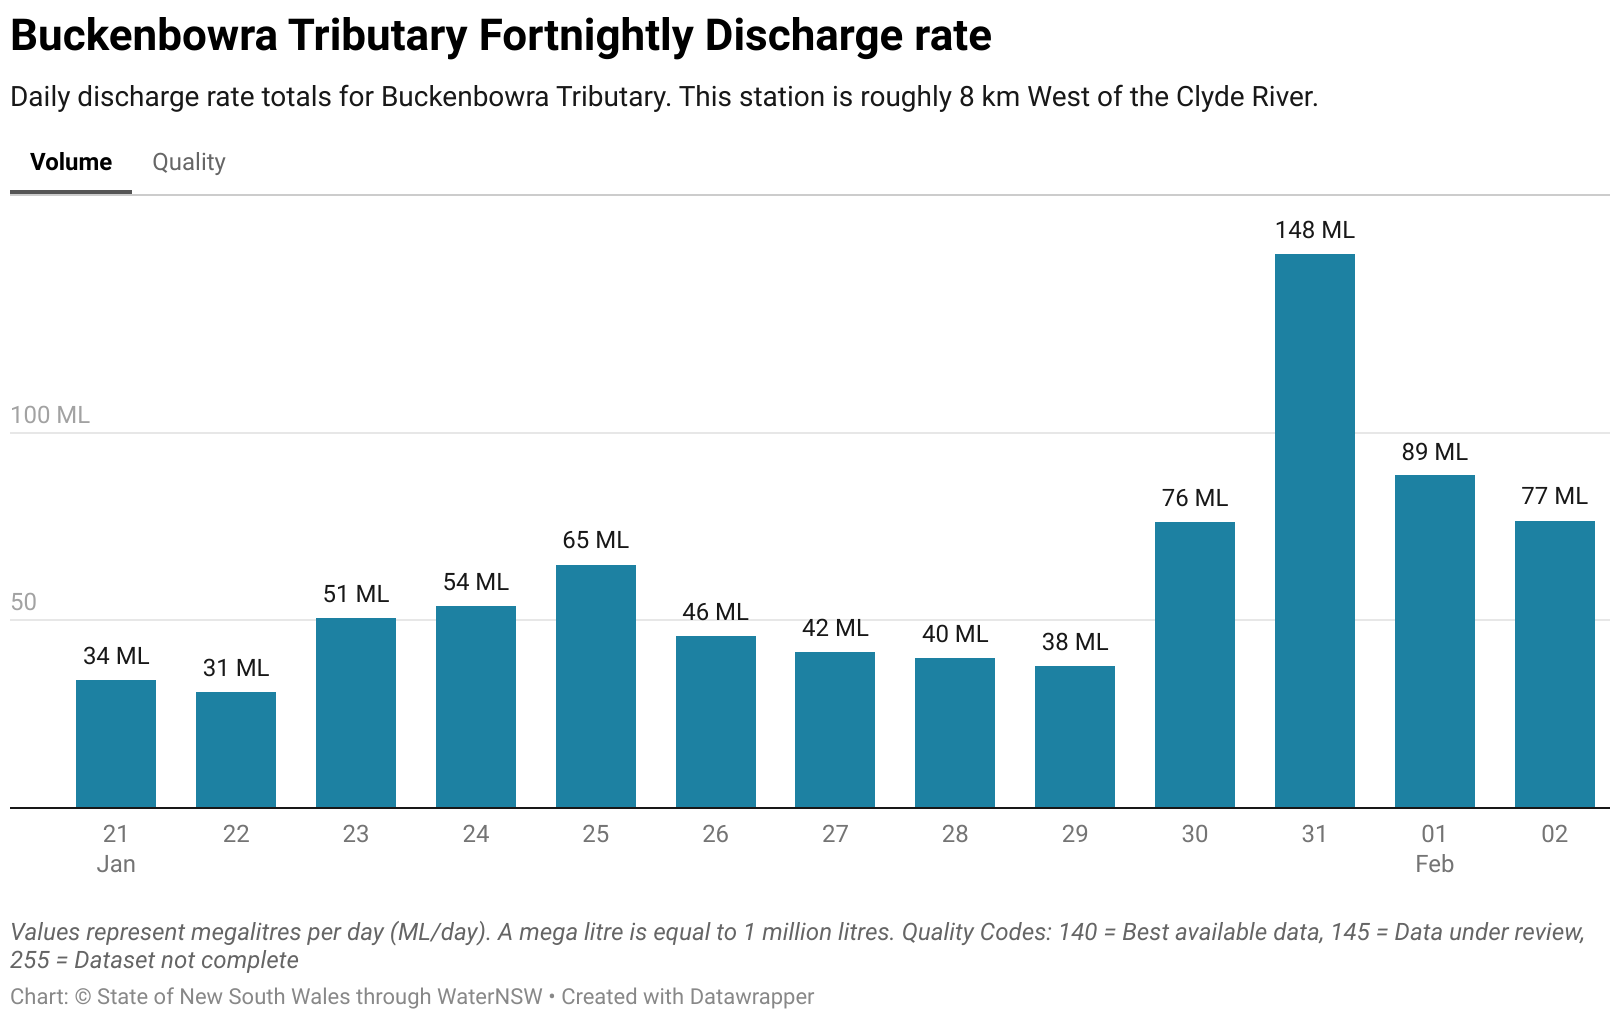 Buckenbowra Tributary Fortnightly Discharge rate
Daily discharge rate totals for Buckenbowra Tributary. This station is roughly 8 km West of the Clyde River.
Volume Quality
148 ML
100 ML
89 ML
76 ML
77 ML
65 ML
54 ML
51 ML
50
46 ML
42 ML
40 ML
38 ML
34 ML
31 ML
21 22 23 24 25 26 27 28 29 30 31 01 02
Jan Feb
Values represent megalitres per day (ML/day). A mega litre is equal to 1 million litres. Quality Codes: 140 = Best available data, 145 = Data under review,
255 = Dataset not complete
Chart: © State of New South Wales through WaterNSW • Created with Datawrapper